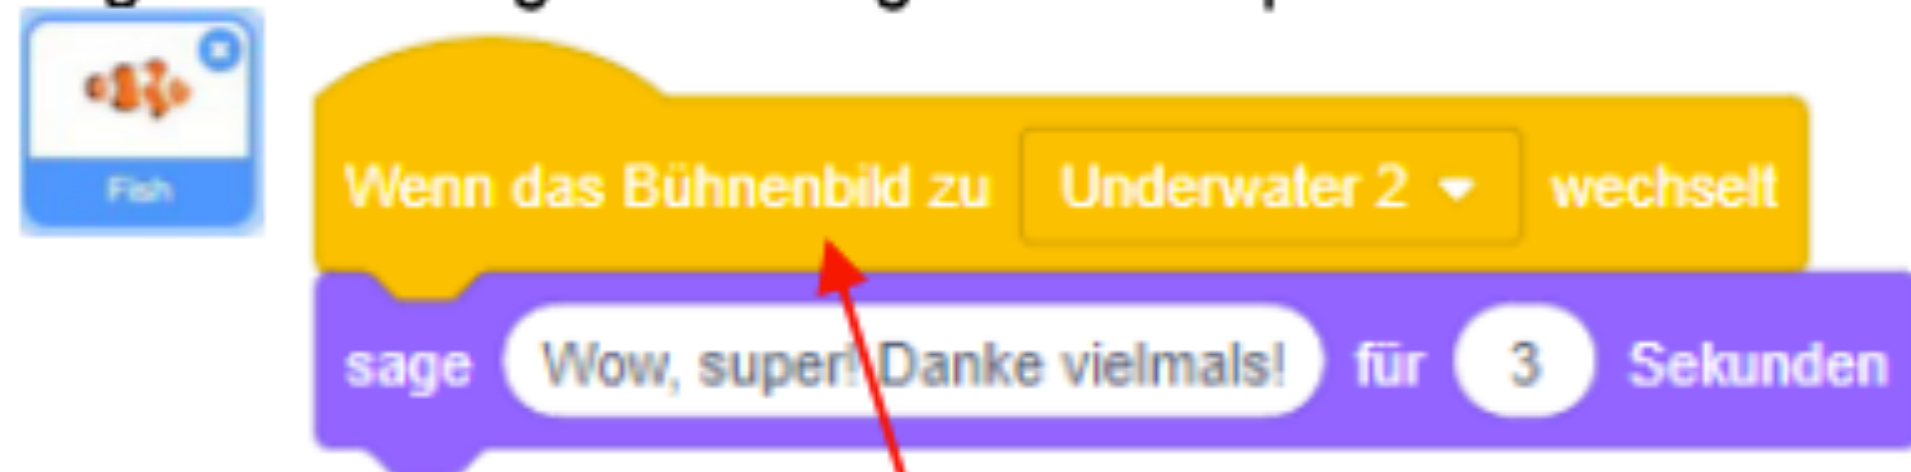 Fish
Wenn das Bühnenbild zu Underwater 2 wechselt
sage Wow, super! Danke vielmals! für 3 Sekunden